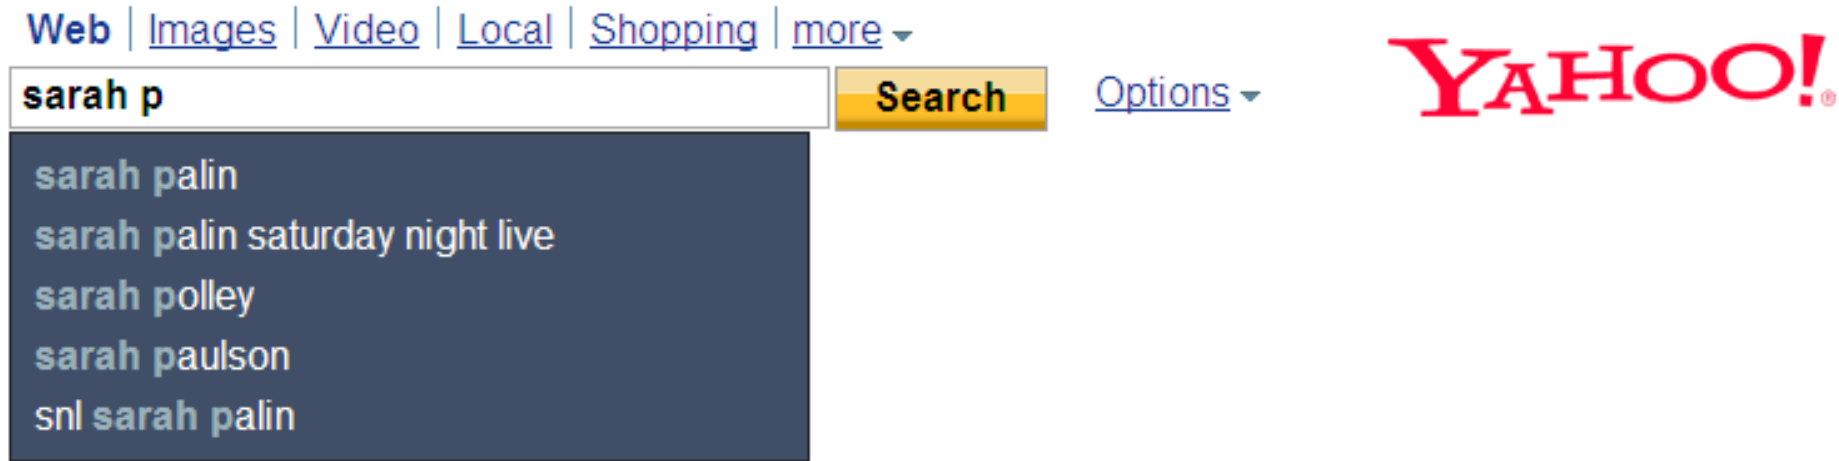 Web | Images | Video | Local | Shopping | more
sarah p Search Options YAHOO!®
sarah palin
sarah palin saturday night live
sarah polley
sarah paulson
snl sarah palin